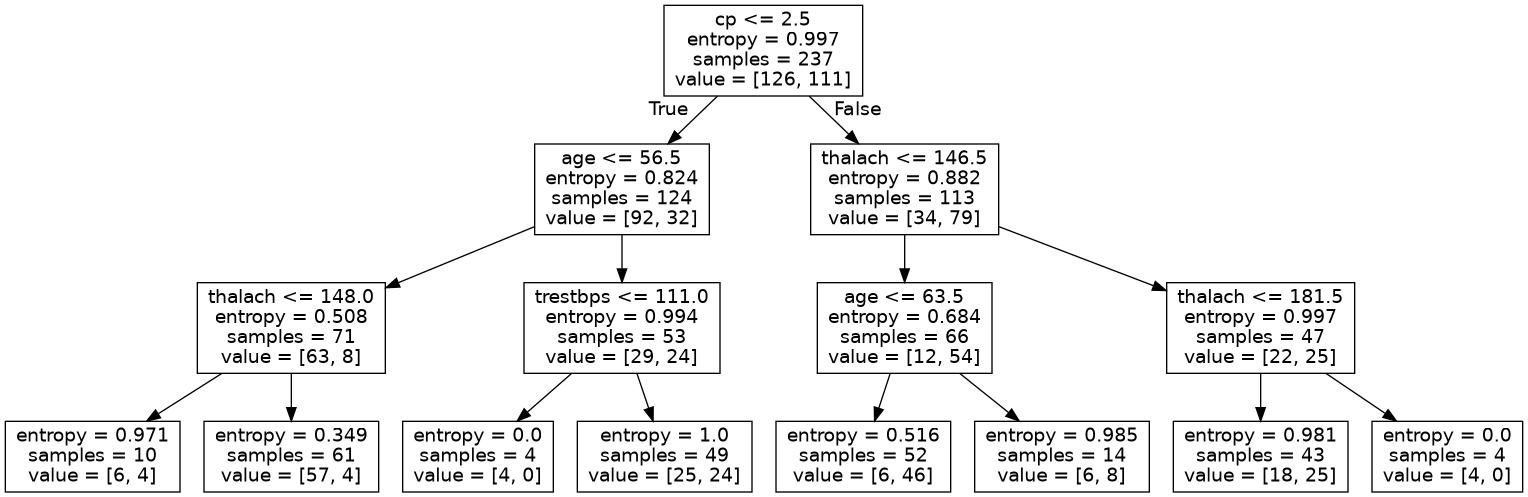 cp <= 2.5
entropy = 0.997
samples = 237
value = [126, 111]
True
False
age <= 56.5
entropy = 0.824
samples = 124
value = [92, 32]
thalach <= 146.5
entropy = 0.882
samples = 113
value = [34, 79]
thalach <= 148.0
entropy = 0.508
samples = 71
value = [63, 8]
trestbps <= 111.0
entropy = 0.994
samples = 53
value = [29, 24]
age <= 63.5
entropy = 0.684
samples = 66
value = [12, 54]
thalach <= 181.5
entropy = 0.997
samples = 47
value = [22, 25]
entropy = 0.971
samples = 10
value = [6, 4]
entropy = 0.349
samples = 61
value = [57, 4]
entropy = 0.0
samples = 4
value = [4, 0]
entropy = 1.0
samples = 49
value = [25, 24]
entropy = 0.516
samples = 52
value = [6, 46]
entropy = 0.985
samples = 14
value = [6, 8]
entropy = 0.981
samples = 43
value = [18, 25]
entropy = 0.0
samples = 4
value = [4, 0]